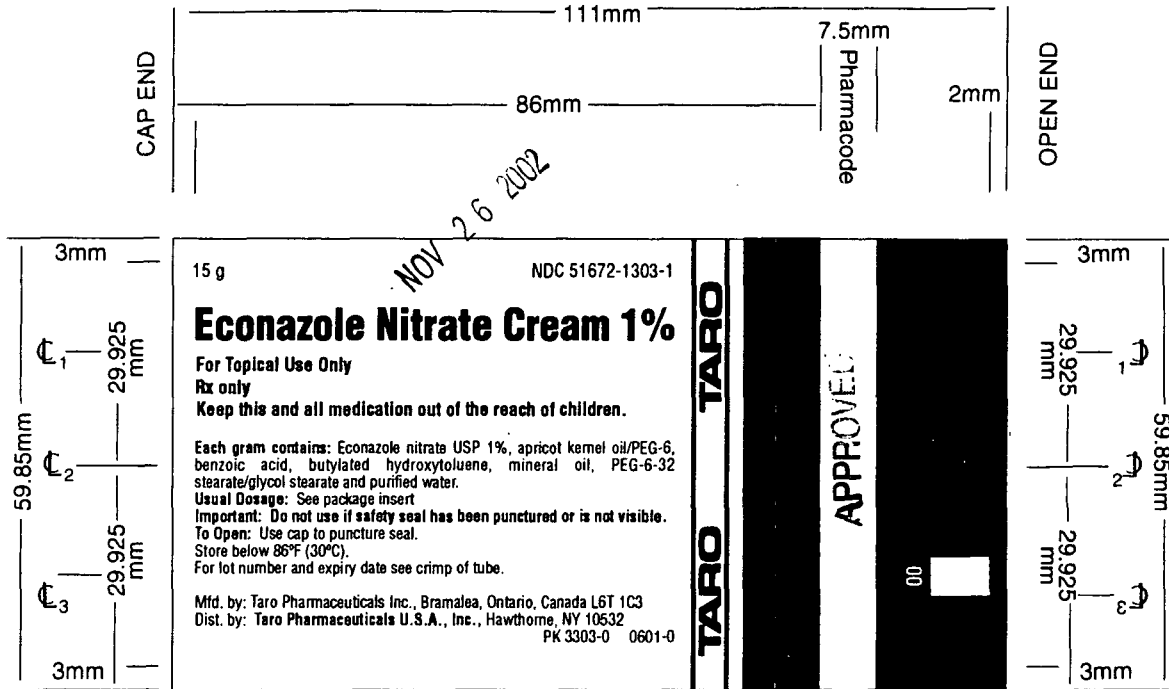 111mm
7.5mm
CAP END
Pharmacode
OPEN END
86mm
2mm
NOV 26 2002
3mm
3mm
15 g NDC 51672-1303-1
Econazole Nitrate Cream 1%
For Topical Use Only
Rx only
Keep this and all medication out of the reach of children.
Each gram contains: Econazole nitrate USP 1%, apricot kernel oil/PEG-6,
benzoic acid, butylated hydroxytoluene, mineral oil, PEG-6-32
stearate/glycol stearate and purified water.
Usual Dosage: See package insert
Important: Do not use if safety seal has been punctured or is not visible.
To Open: Use cap to puncture seal.
Store below 86°F (30°C).
For lot number and expiry date see crimp of tube.
Mfd. by: Taro Pharmaceuticals Inc., Bramalea, Ontario, Canada L6T 1C3
Dist. by: Taro Pharmaceuticals U.S.A., Inc., Hawthorne, NY 10532
PK 3303-0 0601-0
TARO
TARO
APPROVED
00
59.85mm
℄1
℄2
℄3
29.925 mm
29.925 mm
3mm
29.925 mm
29.925 mm
℄1
℄2
℄3
59.85mm
3mm